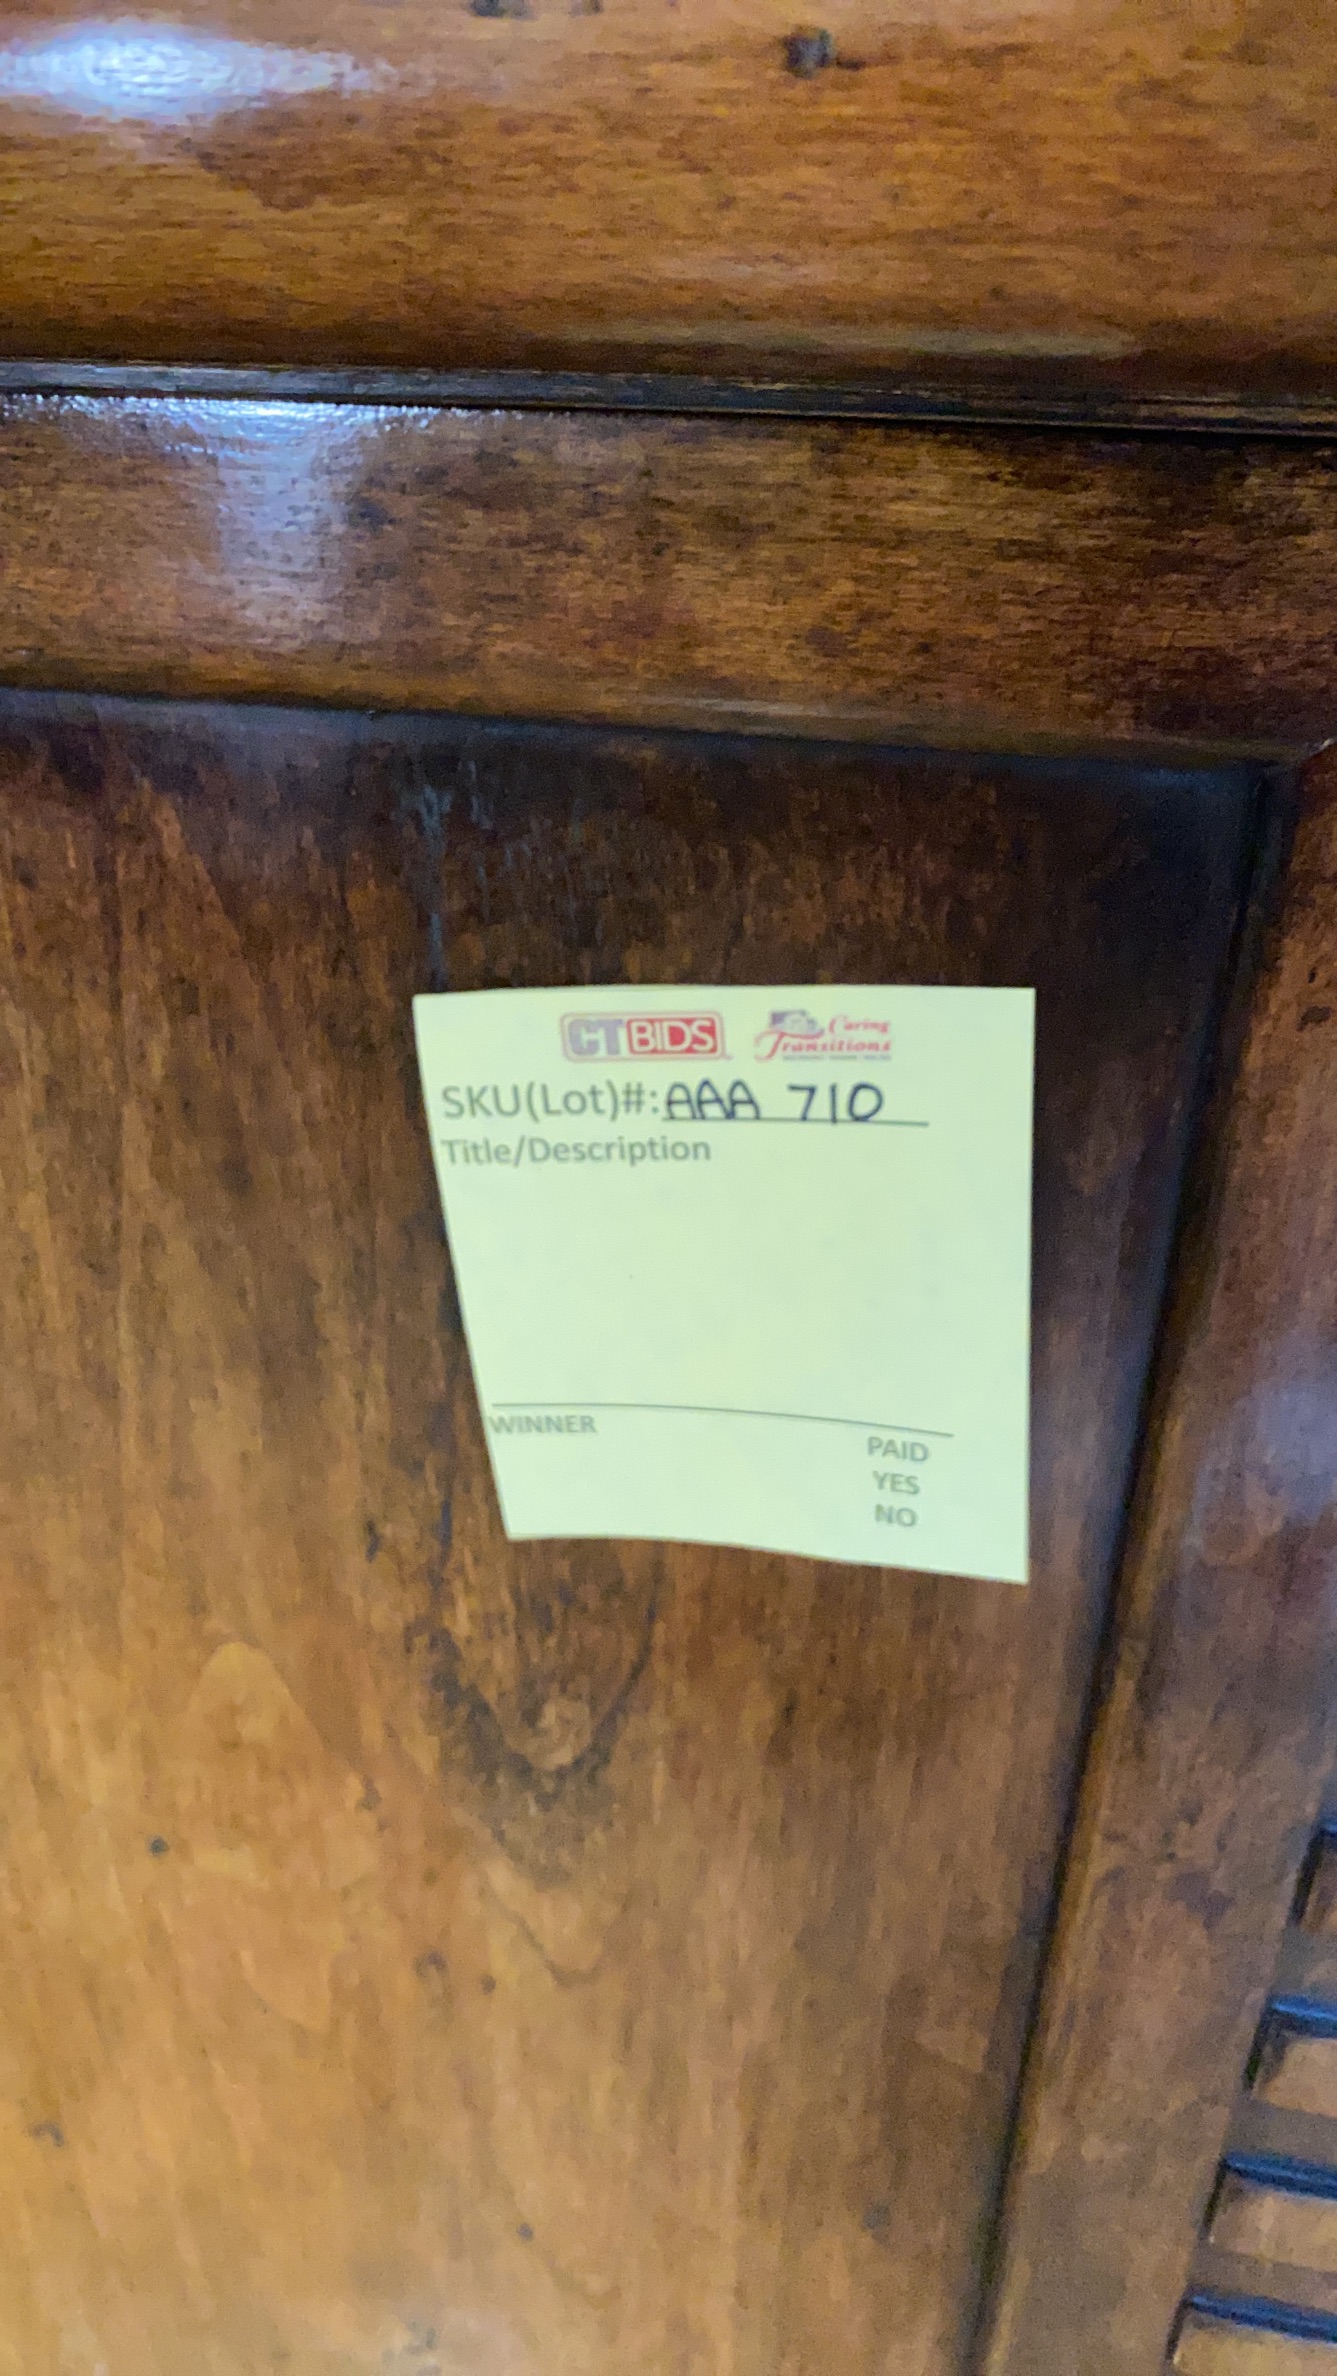 CTBIDS Caring Transitions
SKU(Lot)#: AAA 710
Title/Description
WINNER
PAID
YES
NO